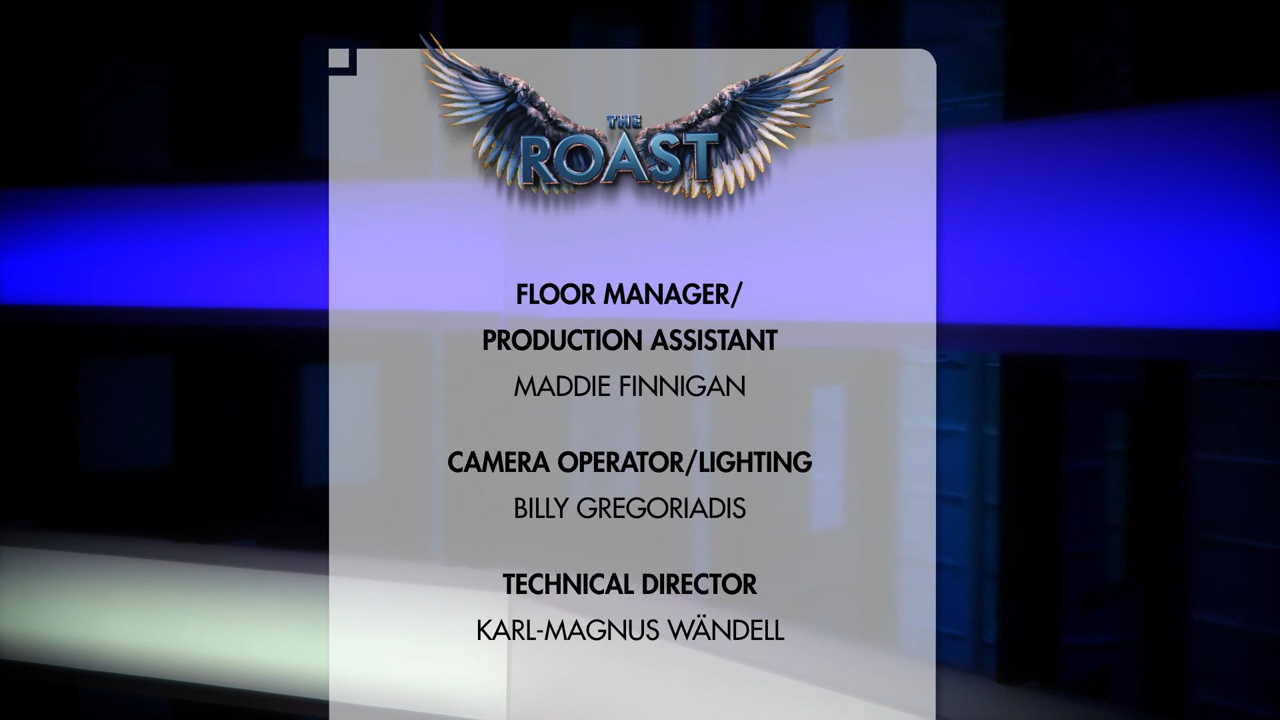 THE
ROAST
FLOOR MANAGER/
PRODUCTION ASSISTANT
MADDIE FINNIGAN
CAMERA OPERATOR/LIGHTING
BILLY GREGORIADIS
TECHNICAL DIRECTOR
KARL-MAGNUS WÄNDELL